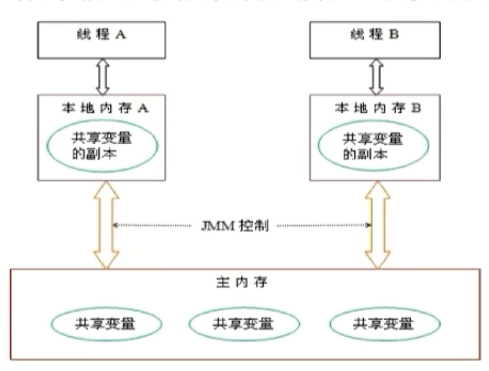 线程 A
线程 B
本地内存 A
本地内存 B
共享变量
的副本
共享变量
的副本
JMM 控制
主内存
共享变量
共享变量
共享变量